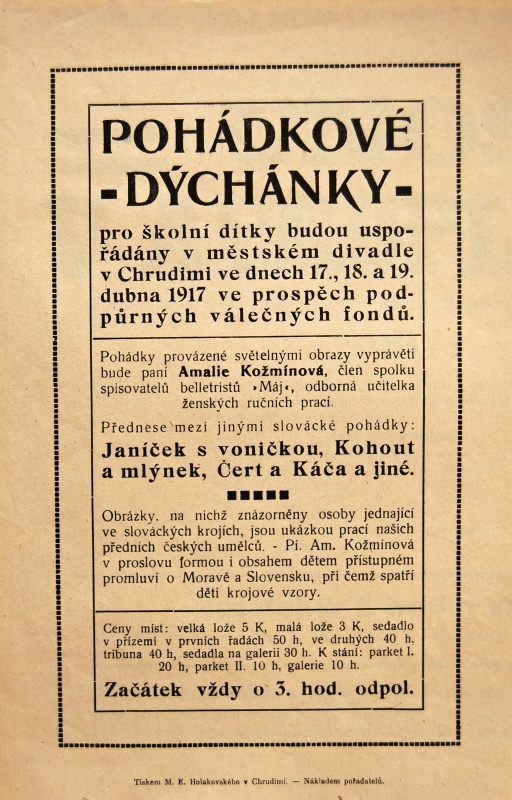 POHÁDKOVÉ
-DÝCHÁNKY-
pro školní dítky budou uspo-
řádány v městském divadle
v Chrudimi ve dnech 17., 18. a 19.
dubna 1917 ve prospěch pod-
půrných válečných fondů.
Pohádky provázené světelnými obrazy vyprávěti
bude paní Amalie Kožmínová, člen spolku
spisovatelů belletristů »Máj«, odborná učitelka
ženských ručních prací.
Přednese mezi jinými slovácké pohádky:
Janíček s voničkou, Kohout
a mlýnek, Čert a Káča a jiné.
Obrázky, na nichž znázorněny osoby jednající
ve slováckých krojích, jsou ukázkou prací našich
předních českých umělců. - Pí. Am. Kožmínová
v proslovu formou i obsahem dětem přístupném
promluví o Moravě a Slovensku, při čemž spatří
děti krojové vzory.
Ceny míst: velká lože 5 K, malá lože 3 K, sedadlo
v přízemí v prvních řadách 50 h, ve druhých 40 h,
tribuna 40 h, sedadla na galerii 30 h. K stání: parket I.
20 h, parket II. 10 h, galerie 10 h.
Začátek vždy o 3. hod. odpol.
Tiskem M. E. Holakovského v Chrudimi. — Nákladem pořadatelů.